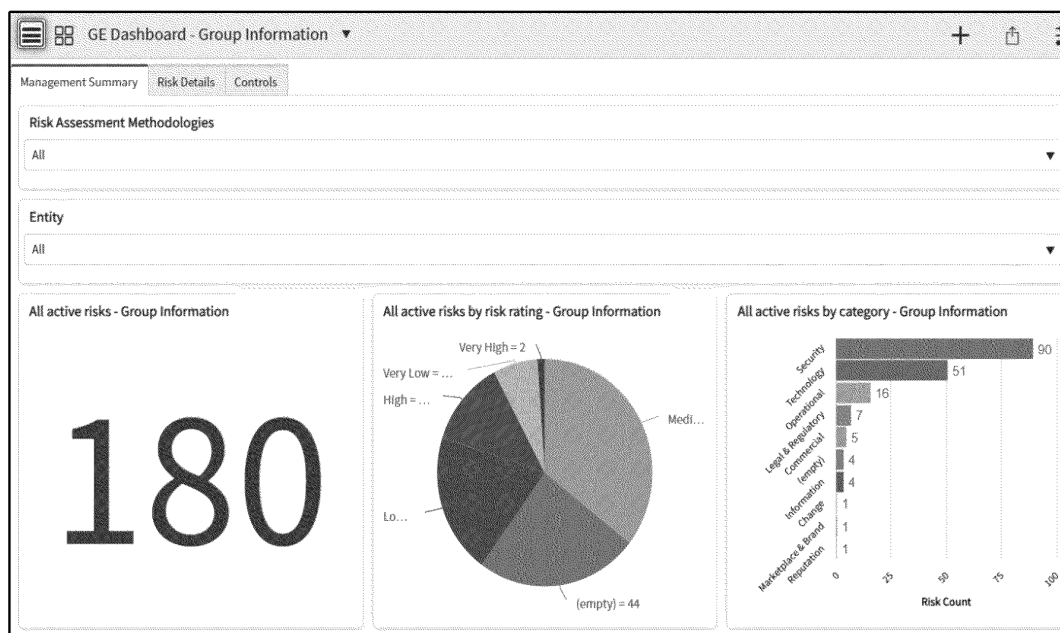 GE Dashboard - Group Information ▼
Management Summary Risk Details Controls
Risk Assessment Methodologies
All ▼
Entity
All ▼
All active risks - Group Information
180
All active risks by risk rating - Group Information
Very High = 2
Very Low = ...
High = ...
Medi...
Lo...
(empty) = 44
All active risks by category - Group Information
Security 90
Technology 51
Operational 16
Legal & Regulatory 7
Commercial 5
(empty) 4
Information 4
Change 1
Marketplace & Brand 1
Reputation 1
0 25 50 75 100
Risk Count